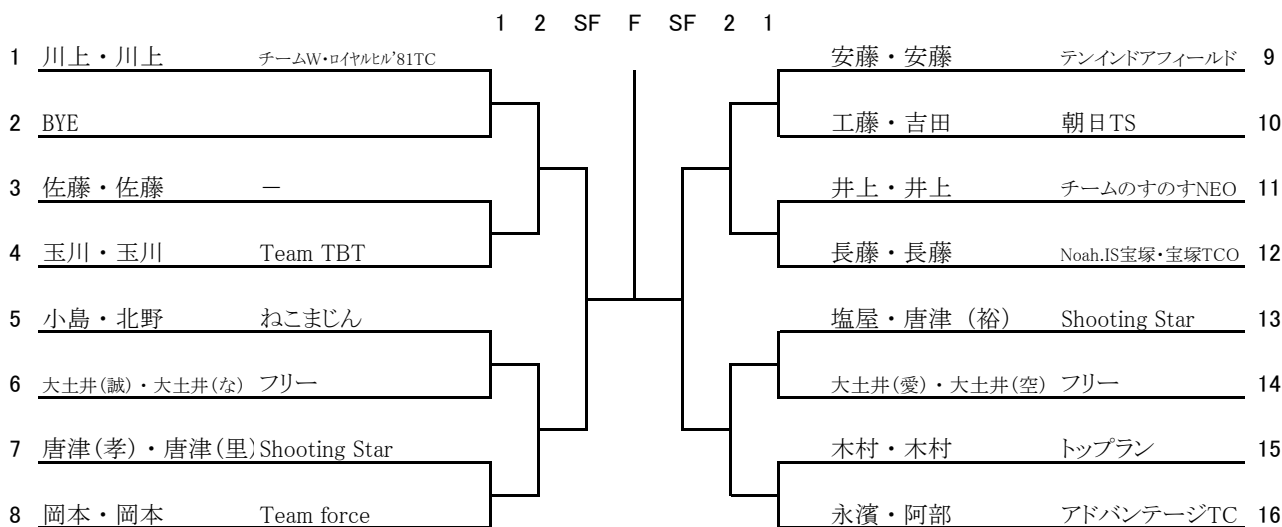 1 2 SF F SF 2 1
1 川上・川上 チームW・ロイヤルヒル'81TC
2 BYE
3 佐藤・佐藤 －
4 玉川・玉川 Team TBT
5 小島・北野 ねこまじん
6 大土井(誠)・大土井(な) フリー
7 唐津(孝)・唐津(里) Shooting Star
8 岡本・岡本 Team force
安藤・安藤 テンインドアフィールド 9
工藤・吉田 朝日TS 10
井上・井上 チームのすのすNEO 11
長藤・長藤 Noah.IS宝塚・宝塚TCO 12
塩屋・唐津（裕） Shooting Star 13
大土井(愛)・大土井(空) フリー 14
木村・木村 トップラン 15
永濱・阿部 アドバンテージTC 16